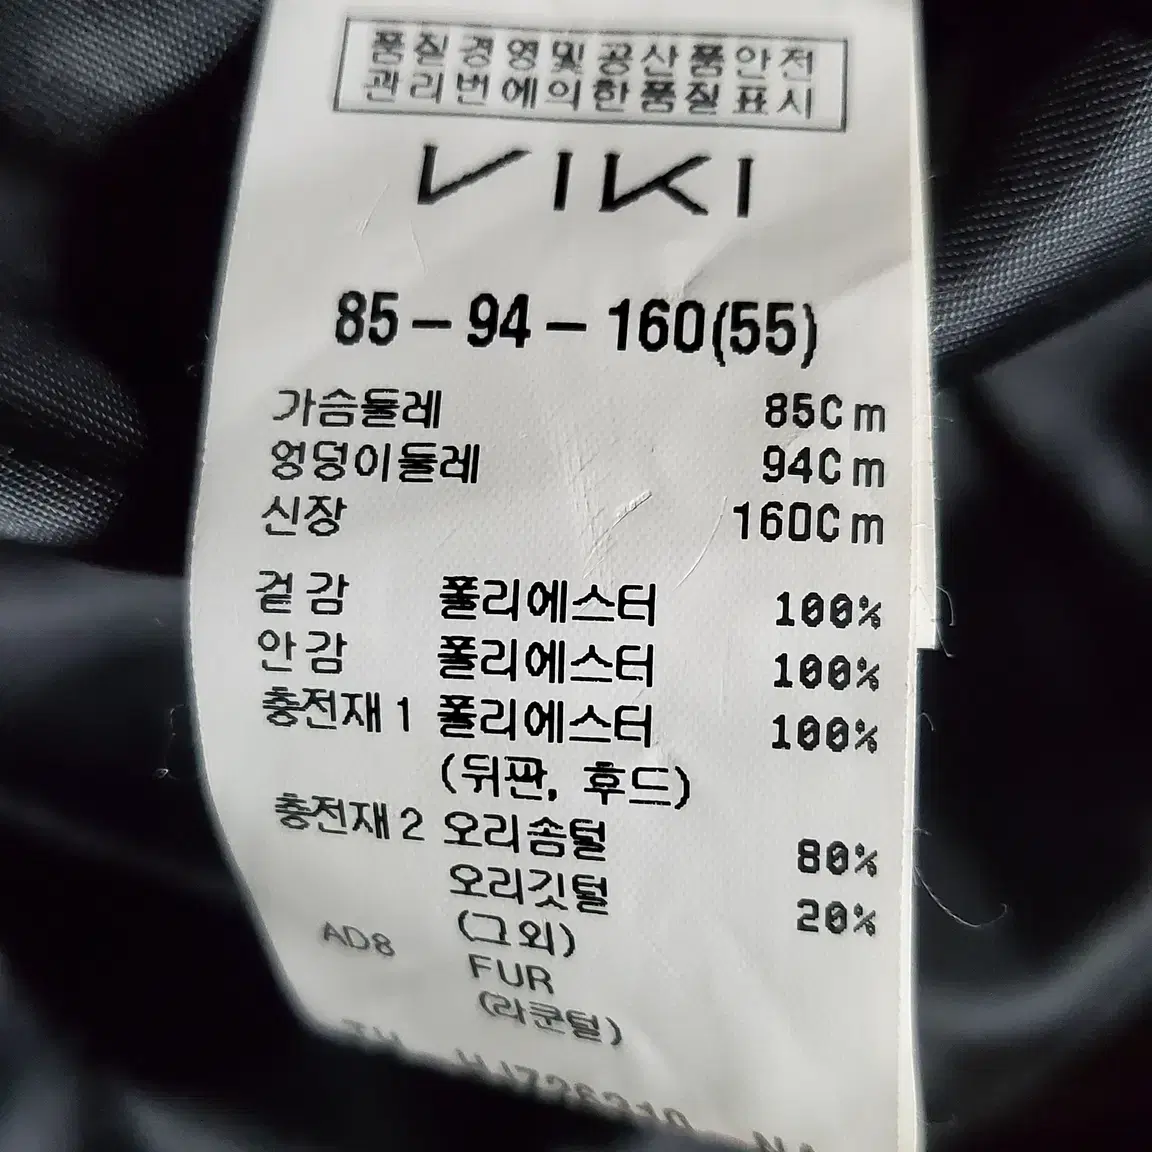 품질경영및공산품안전
관리번에의한품질표시
VIKI
85-94-160(55)
가슴둘레 85Cm
엉덩이둘레 94Cm
신장 160Cm
겉감 폴리에스터 100%
안감 폴리에스터 100%
충전재1 폴리에스터 100%
(뒤판, 후드)
충전재2 오리솜털 80%
오리깃털 20%
(그외)
AD8 FUR
(라쿤털)